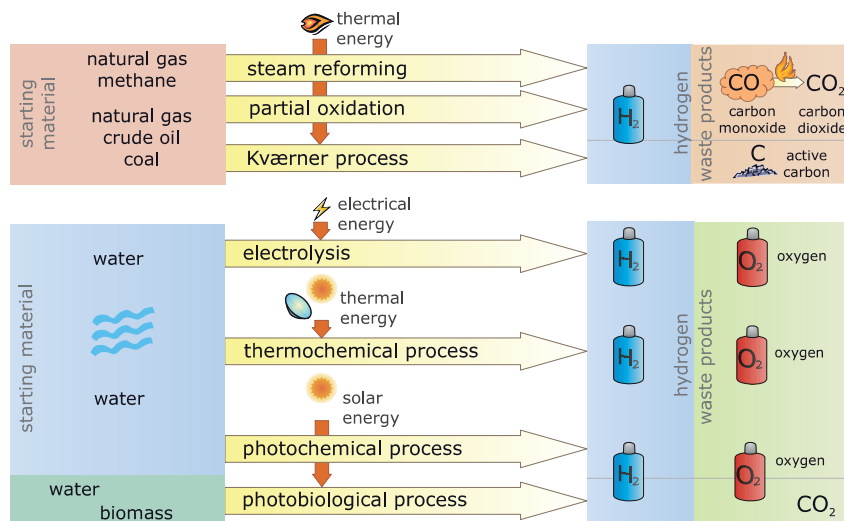 thermal
energy
starting
material
natural gas
methane
natural gas
crude oil
coal
steam reforming
partial oxidation
Kværner process
H2
hydrogen
waste products
CO
CO2
carbon
monoxide
carbon
dioxide
C
active
carbon
electrical
energy
starting material
water
water
water
biomass
electrolysis
thermal
energy
thermochemical process
solar
energy
photochemical process
photobiological process
H2
H2
H2
hydrogen
waste products
O2
oxygen
O2
oxygen
O2
oxygen
CO2